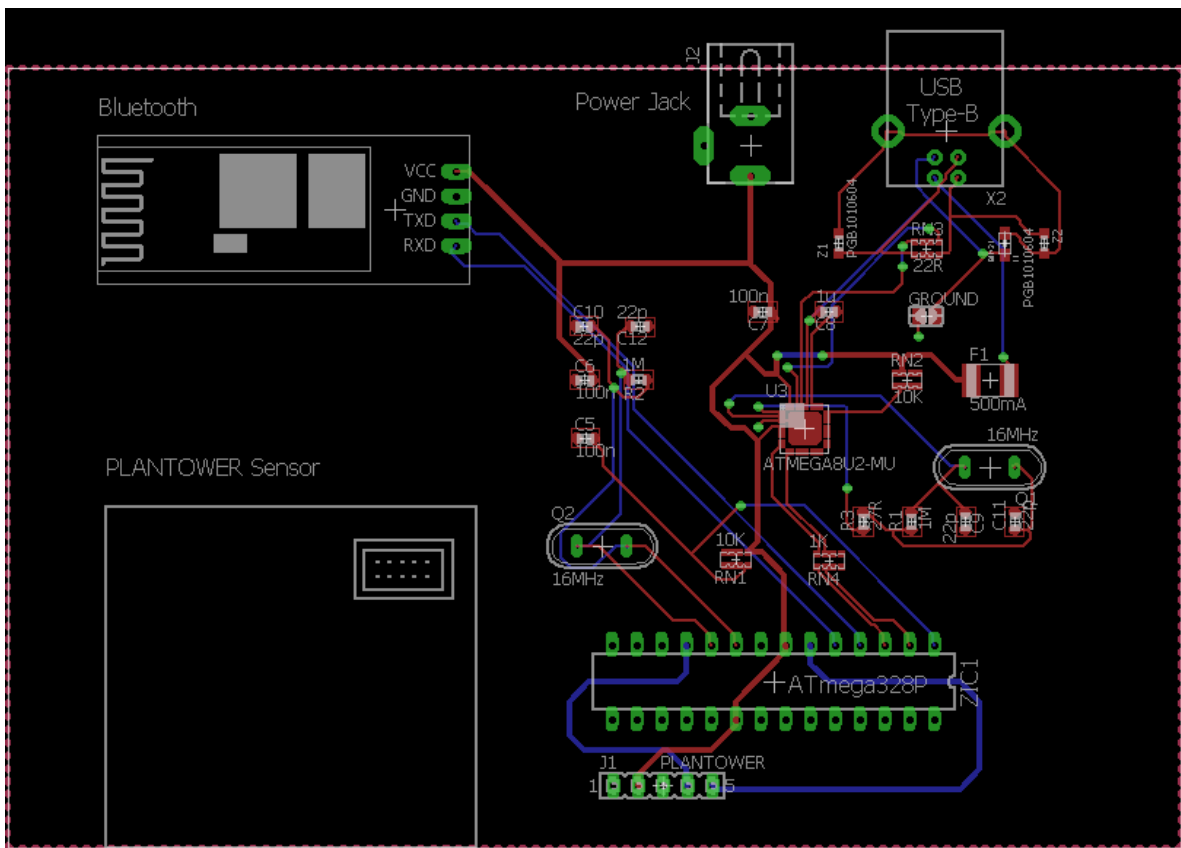 J2
USB
Type-B
Power Jack
Bluetooth
VCC
GND
TXD
RXD
X2
Z1
PGB1010604
RN3
22R
Z2
PGB1010604
GROUND
100n
C7
1u
C8
C10
22p
22p
C12
C6
100n
1M
R2
C5
100n
RN2
10K
F1
500mA
U3
ATMEGA8U2-MU
16MHz
PLANTOWER Sensor
R3
27R
R1
1M
22p
C9
C11
22p
Q2
16MHz
10K
RN1
1K
RN4
ATmega328P
ZIC1
J1
PLANTOWER
1
5